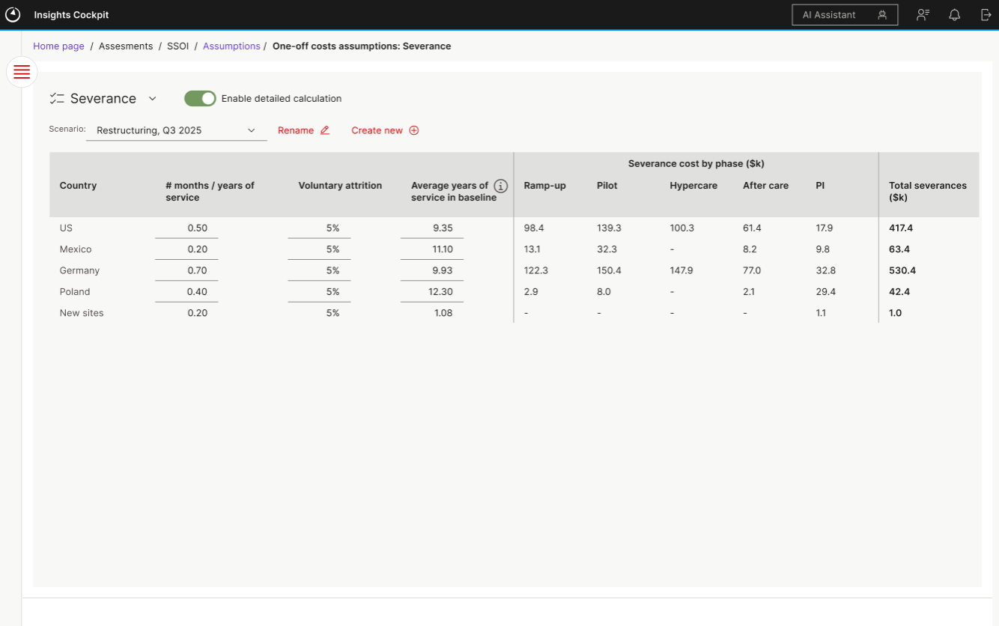 Insights Cockpit
AI Assistant
Home page / Assesments / SSOI / Assumptions / One-off costs assumptions: Severance
Severance
Enable detailed calculation
Scenario: Restructuring, Q3 2025 Rename Create new
Severance cost by phase ($k)
Country # months / years of service Voluntary attrition Average years of service in baseline Ramp-up Pilot Hypercare After care PI Total severances ($k)
US 0.50 5% 9.35 98.4 139.3 100.3 61.4 17.9 417.4
Mexico 0.20 5% 11.10 13.1 32.3 - 8.2 9.8 63.4
Germany 0.70 5% 9.93 122.3 150.4 147.9 77.0 32.8 530.4
Poland 0.40 5% 12.30 2.9 8.0 - 2.1 29.4 42.4
New sites 0.20 5% 1.08 - - - - 1.1 1.0